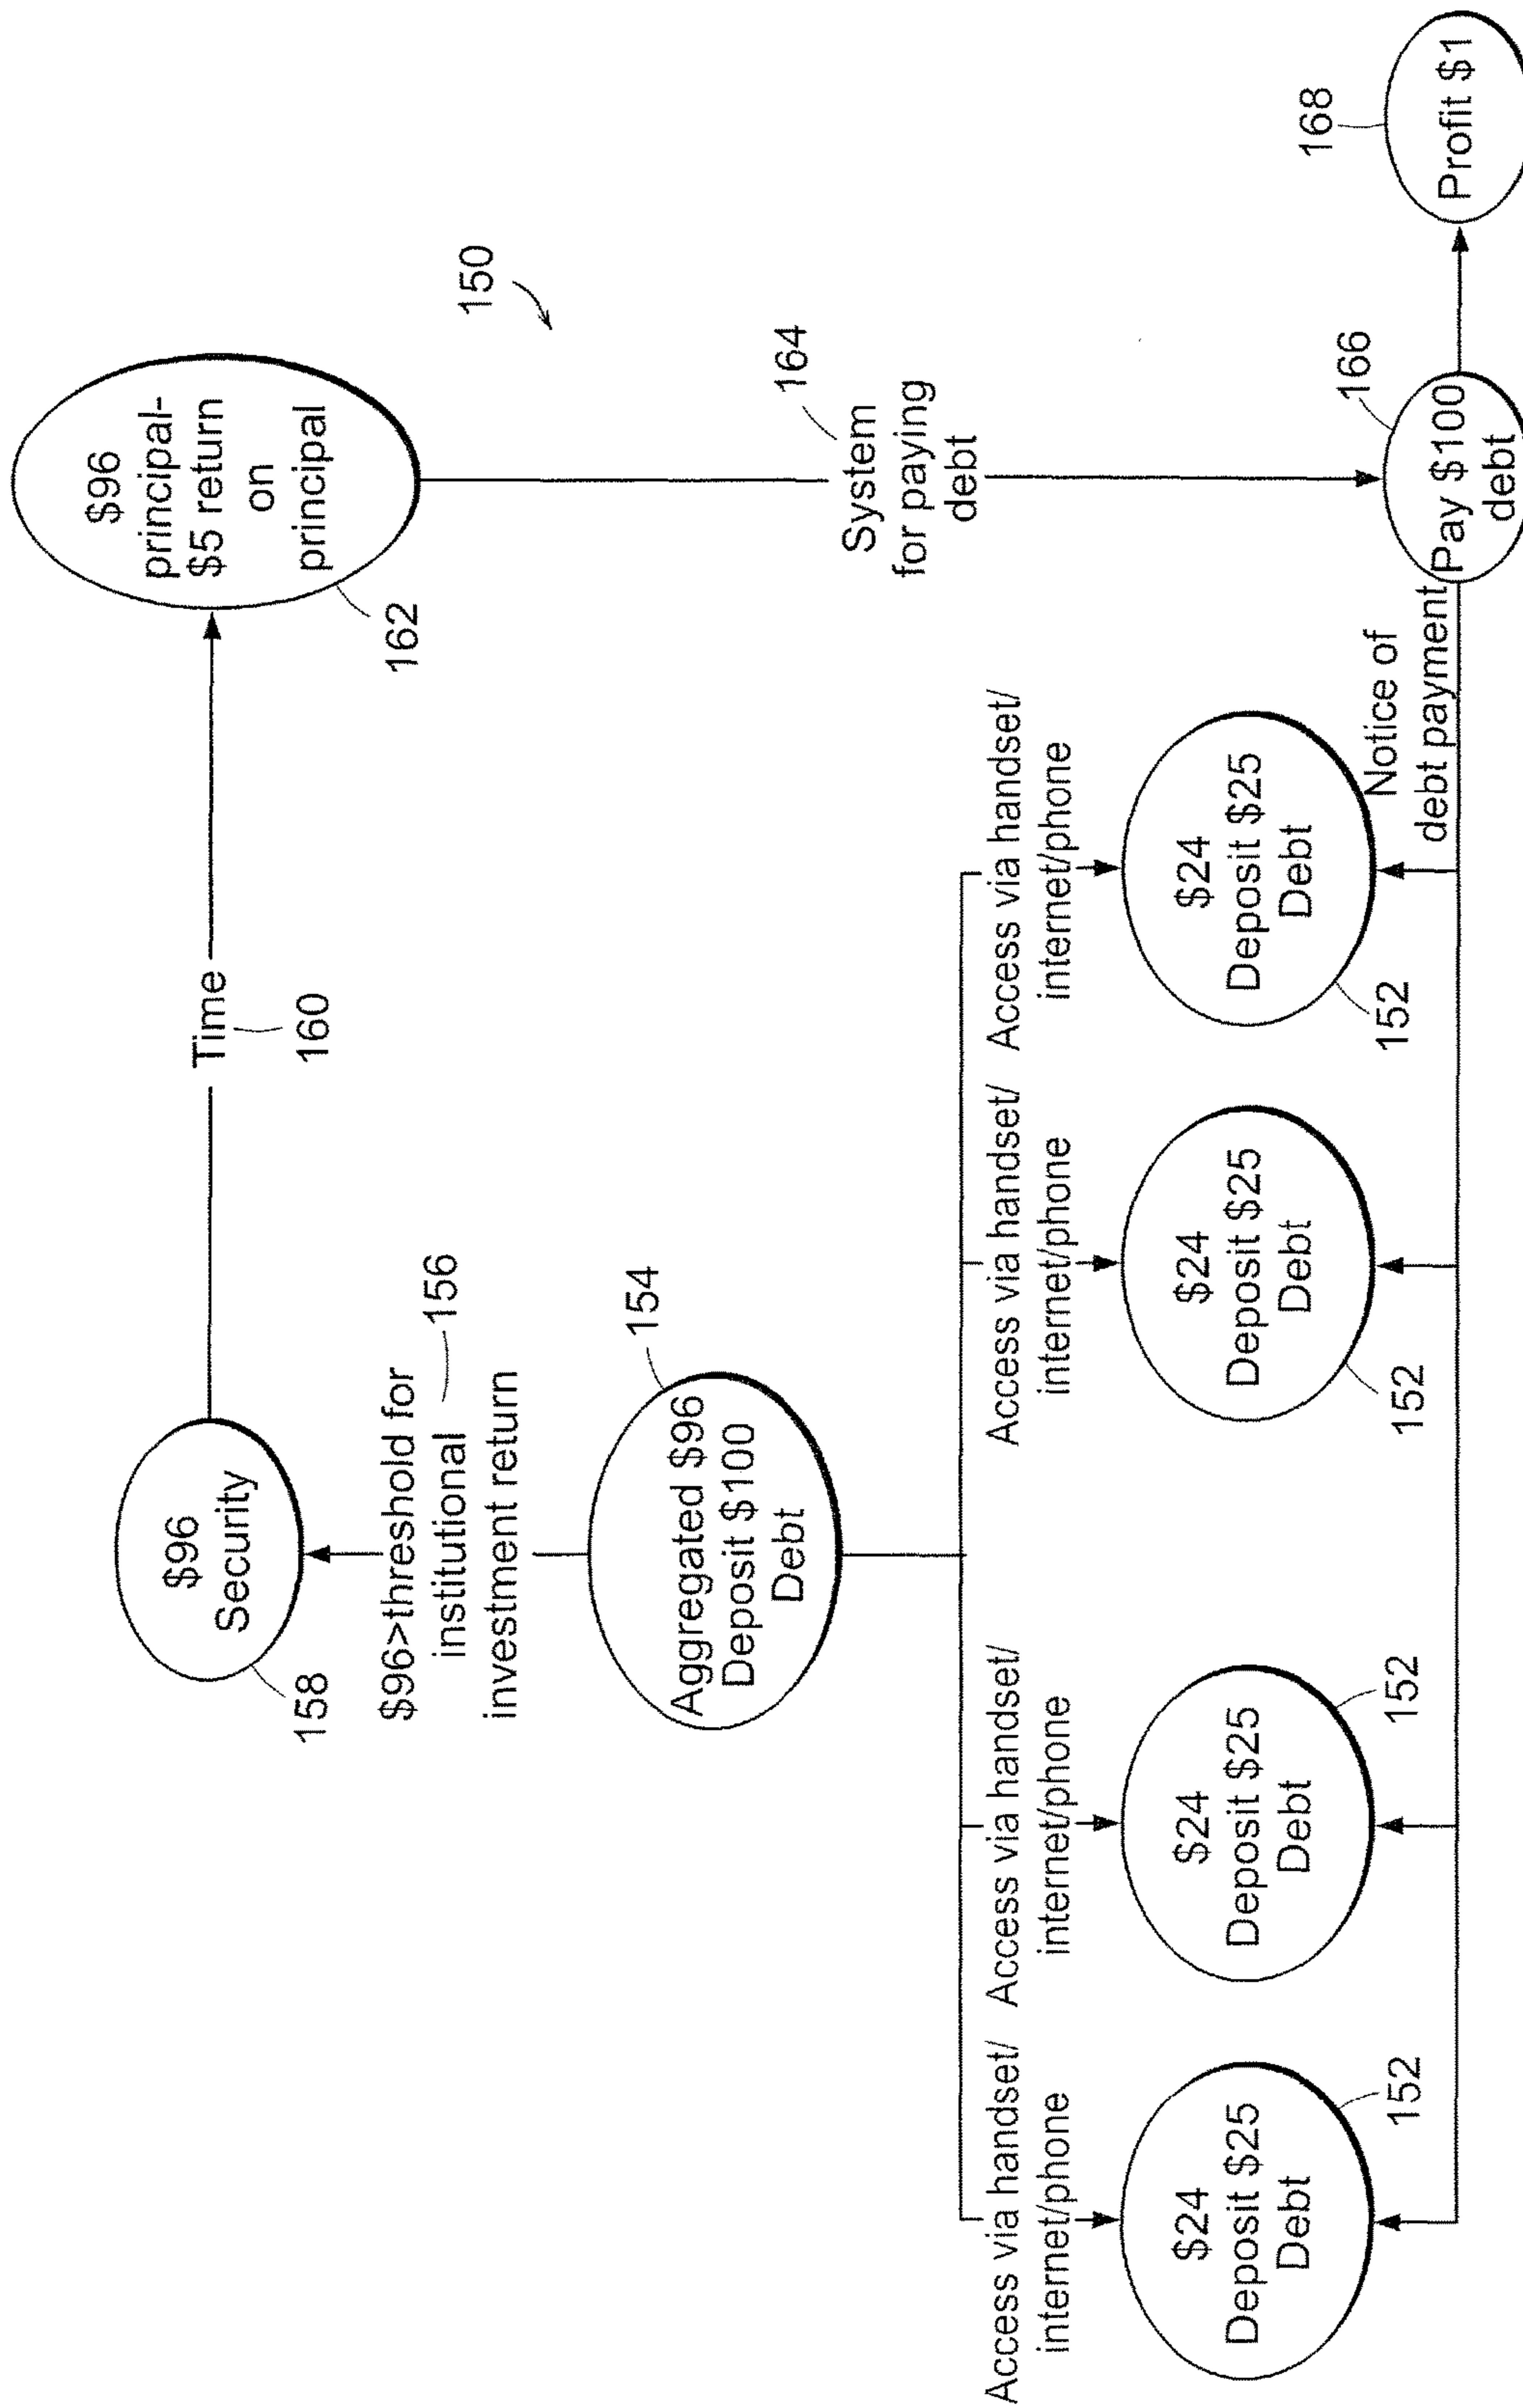 $96
Security
158
$96>threshold for
institutional
investment return
156
Aggregated $96
Deposit $100
Debt
154
Time
160
$96
principal-
$5 return
on
principal
162
150
System
for paying
debt
164
Access via handset/
internet/phone
Access via handset/
internet/phone
Access via handset/
internet/phone
Access via handset/
internet/phone
$24
Deposit $25
Debt
152
$24
Deposit $25
Debt
152
$24
Deposit $25
Debt
152
$24
Deposit $25
Debt
152
Notice of
debt payment
Pay $100
debt
166
Profit $1
168